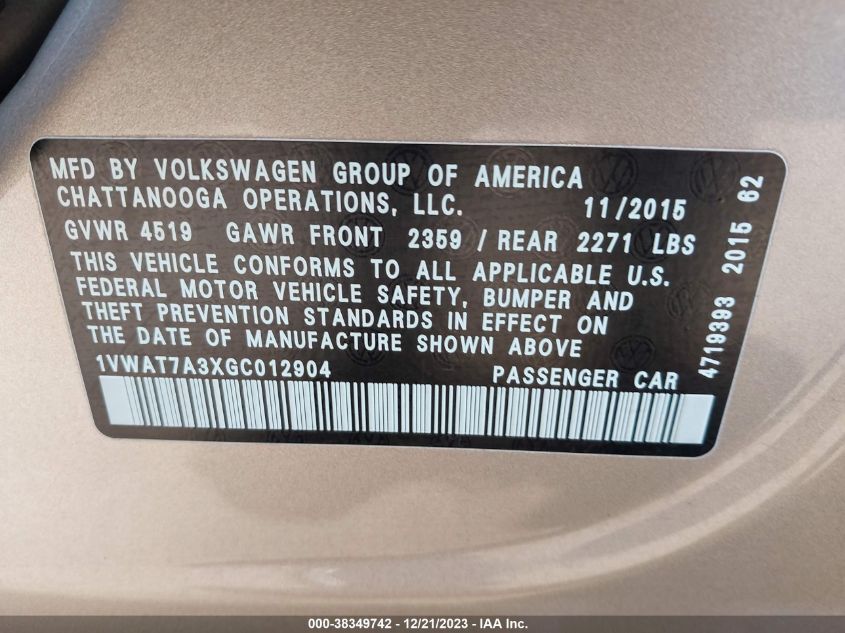 MFD BY VOLKSWAGEN GROUP OF AMERICA
CHATTANOOGA OPERATIONS, LLC. 11/2015
GVWR 4519 GAWR FRONT 2359 / REAR 2271 LBS
THIS VEHICLE CONFORMS TO ALL APPLICABLE U.S.
FEDERAL MOTOR VEHICLE SAFETY, BUMPER AND
THEFT PREVENTION STANDARDS IN EFFECT ON
THE DATE OF MANUFACTURE SHOWN ABOVE
1VWAT7A3XGC012904 PASSENGER CAR
4719393 2015 62
000-38349742 - 12/21/2023 - IAA Inc.